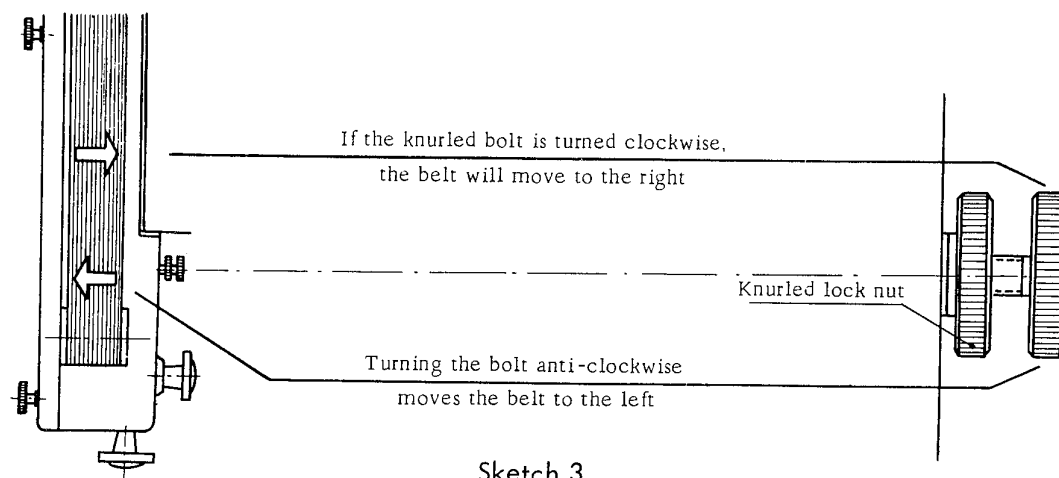 If the knurled bolt is turned clockwise,
the belt will move to the right
Knurled lock nut
Turning the bolt anti-clockwise
moves the belt to the left
Sketch 3